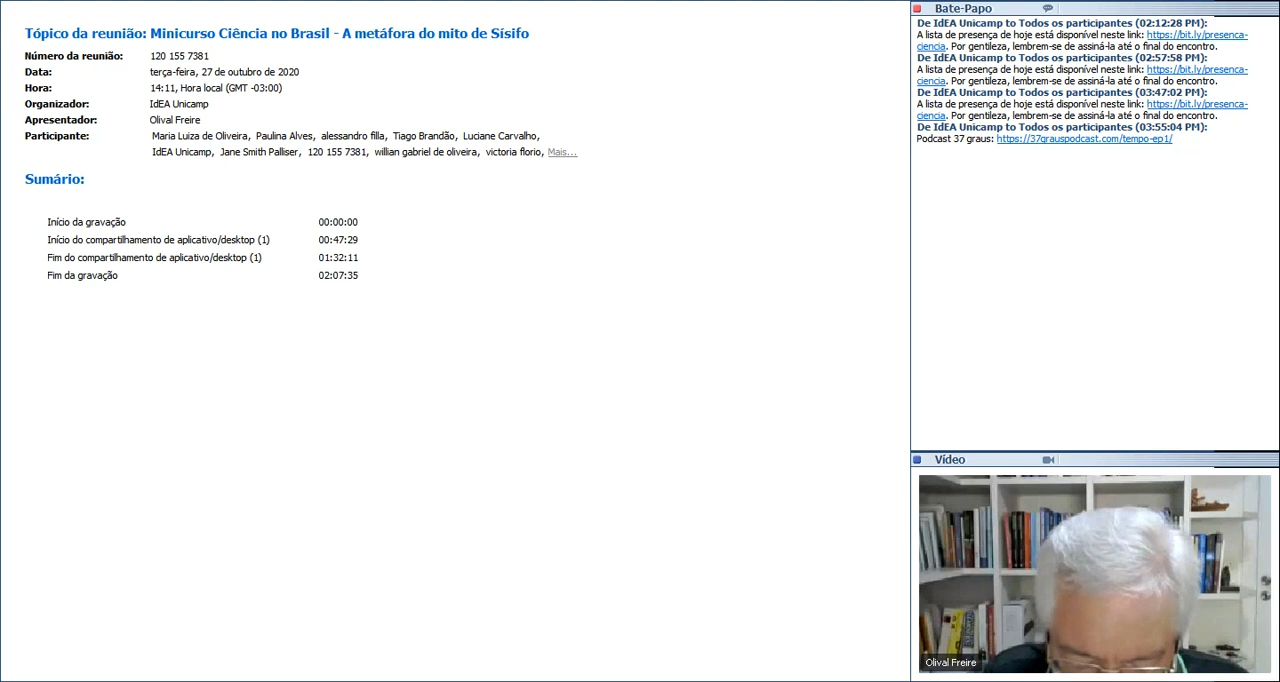 Tópico da reunião: Minicurso Ciência no Brasil - A metáfora do mito de Sísifo
Número da reunião: 120 155 7381
Data: terça-feira, 27 de outubro de 2020
Hora: 14:11, Hora local (GMT -03:00)
Organizador: IdEA Unicamp
Apresentador: Olival Freire
Participante: Maria Luiza de Oliveira, Paulina Alves, alessandro filla, Tiago Brandão, Luciane Carvalho,
IdEA Unicamp, Jane Smith Palliser, 120 155 7381, willian gabriel de oliveira, victoria florio, Mais...
Sumário:
Início da gravação 00:00:00
Início do compartilhamento de aplicativo/desktop (1) 00:47:29
Fim do compartilhamento de aplicativo/desktop (1) 01:32:11
Fim da gravação 02:07:35
Bate-Papo
De IdEA Unicamp to Todos os participantes (02:12:28 PM):
A lista de presença de hoje está disponível neste link: https://bit.ly/presenca-
ciencia. Por gentileza, lembrem-se de assiná-la até o final do encontro.
De IdEA Unicamp to Todos os participantes (02:57:58 PM):
A lista de presença de hoje está disponível neste link: https://bit.ly/presenca-
ciencia. Por gentileza, lembrem-se de assiná-la até o final do encontro.
De IdEA Unicamp to Todos os participantes (03:47:02 PM):
A lista de presença de hoje está disponível neste link: https://bit.ly/presenca-
ciencia. Por gentileza, lembrem-se de assiná-la até o final do encontro.
De IdEA Unicamp to Todos os participantes (03:55:04 PM):
Podcast 37 graus: https://37grauspodcast.com/tempo-ep1/
Vídeo
Olival Freire